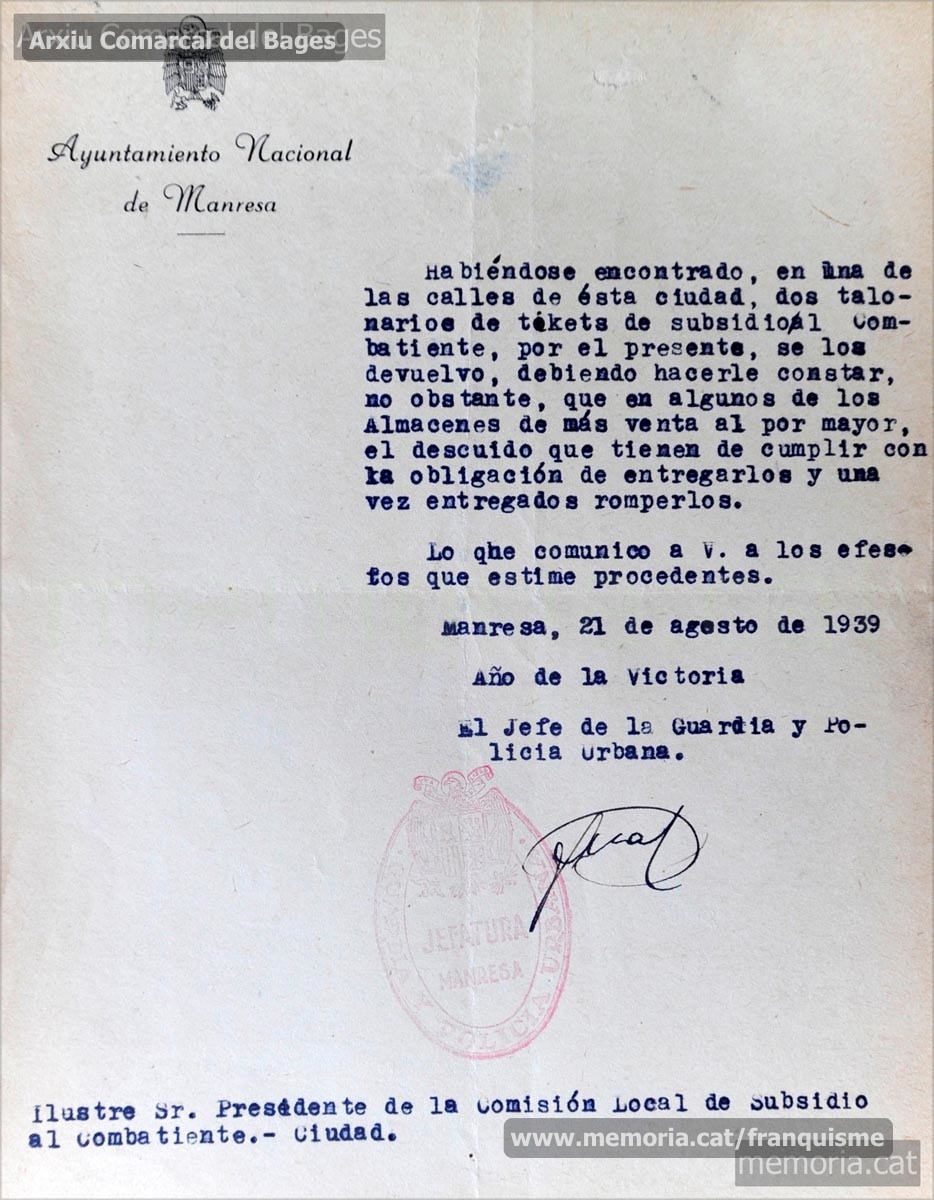 Arxiu Comarcal del Bages
Ayuntamiento Nacional
de Manresa
Habiéndose encontrado, en una de
las calles de ésta ciudad, dos talo-
narios de tikets de subsidio/al Com-
batiente, por el presente, se los
devuelvo, debiendo hacerle constar,
no obstante, que en algunos de los
Almacenes de más venta al por mayor,
el descuido que tienen de cumplir con
la obligación de entregarlos y una
vez entregados romperlos.
Lo qhe comunico a V. a los efes-
tos que estime procedentes.
Manresa, 21 de agosto de 1939
Año de la Victoria
El Jefe de la Guardia y Po-
licia Urbana.
JEFATURA
MANRESA
Y POLICIA URBANA
Ilustre Sr. Presidente de la Comisión Local de Subsidio
al Combatiente.- Ciudad.
www.memoria.cat/franquisme
memoria.cat